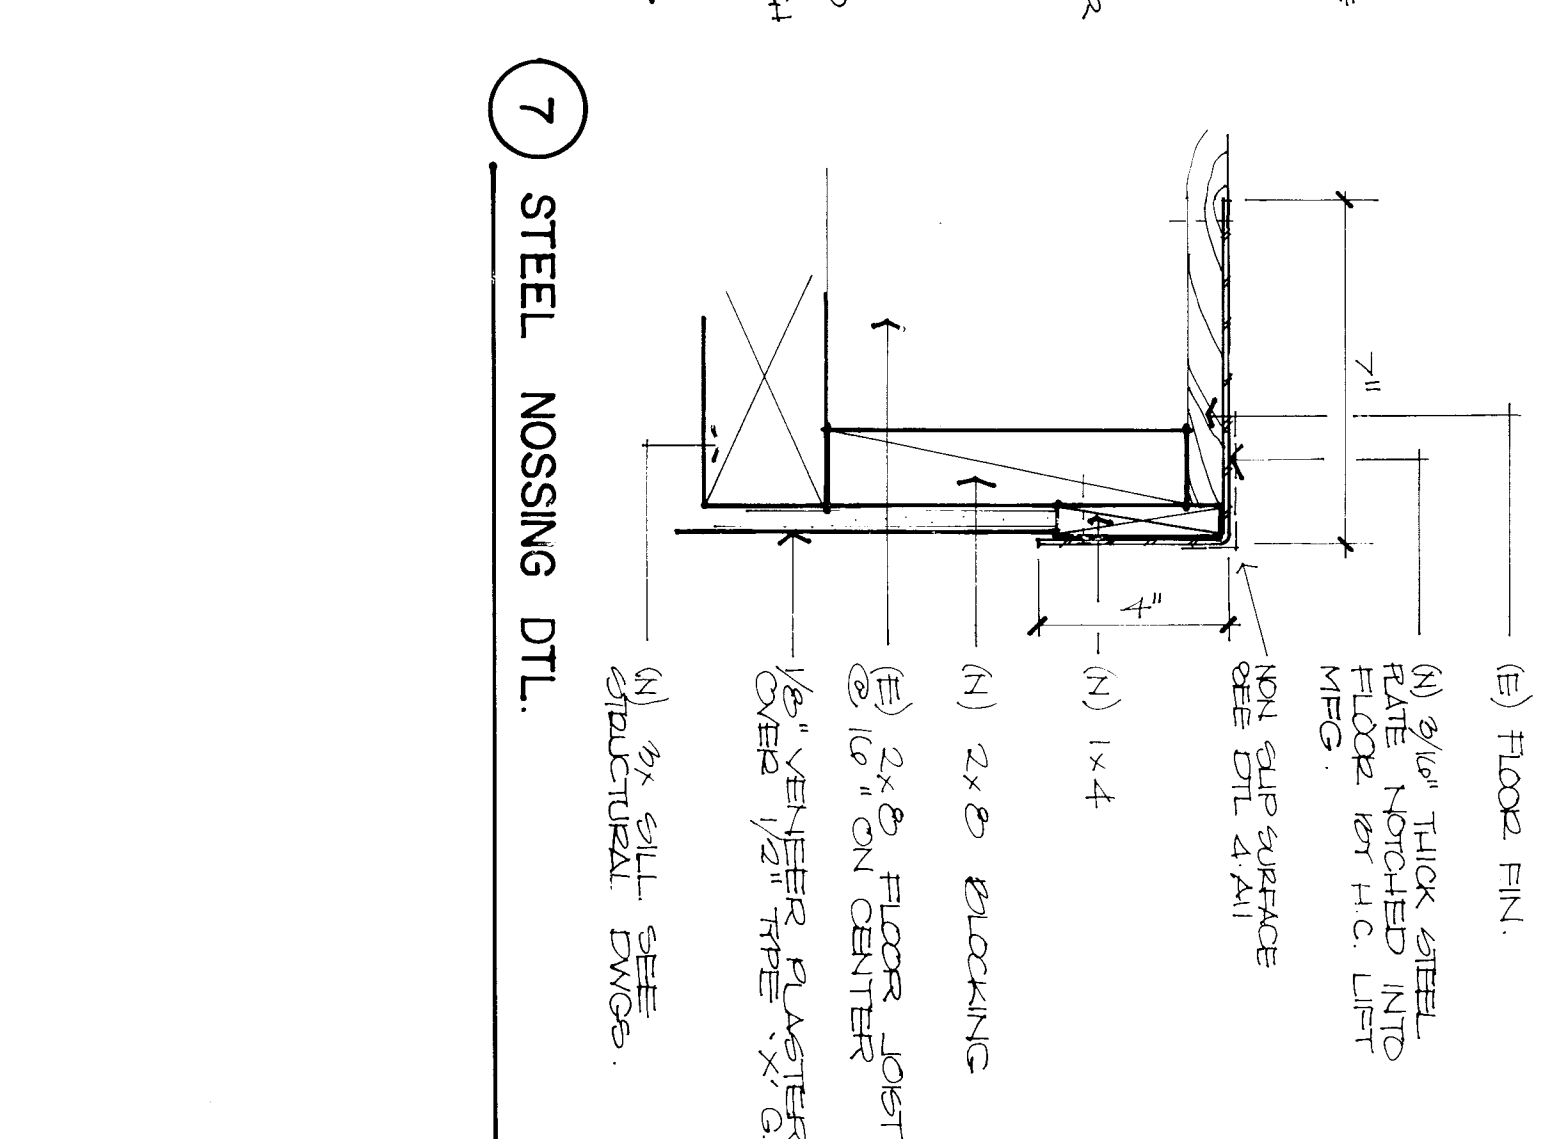 (E) FLOOR FIN.
(N) 3/16" THICK STEEL
PLATE NOTCHED INTO
FLOOR BY H.C. LIFT
MFG.
7"
NON SLIP SURFACE
SEE DTL 4.A11
4"
(N) 1x4
(N) 2x8 BLOCKING
(E) 2x8 FLOOR JOIST
@ 16" ON CENTER
1/8" VENEER PLASTER
OVER 1/2" TYPE 'X' G.
(N) 3x SILL. SEE
STRUCTURAL DWGS.
7 STEEL NOSSING DTL.